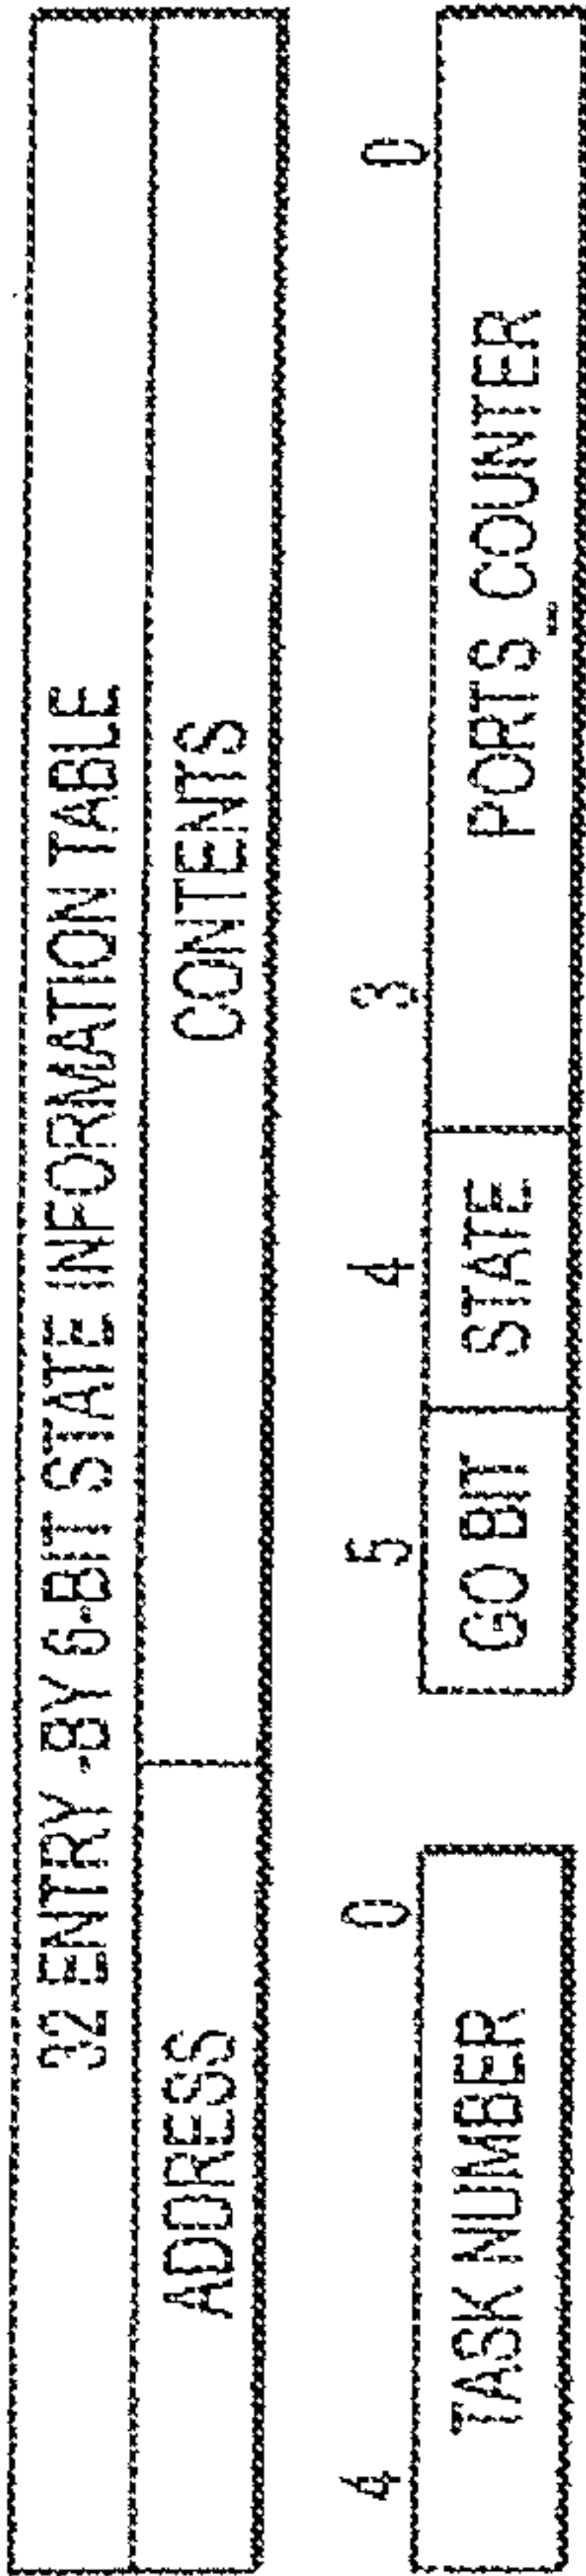 32 ENTRY -BY 6-BIT STATE INFORMATION TABLE
ADDRESS CONTENTS
4 0 5 4 3 0
TASK NUMBER GO BIT STATE PORTS_COUNTER